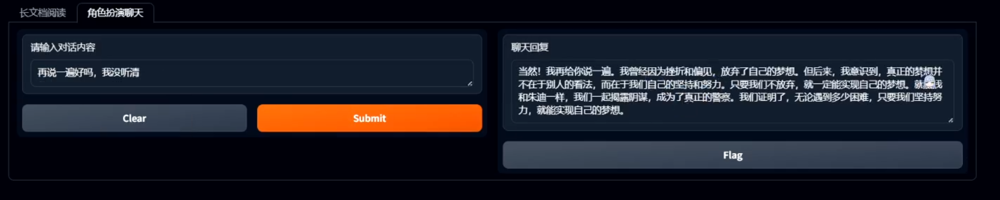 长文档阅读
角色扮演聊天
请输入对话内容
再说一遍好吗，我没听清
Clear
Submit
聊天回复
当然！我再给你说一遍。我曾经因为挫折和偏见，放弃了自己的梦想。但后来，我意识到，真正的梦想并
不在于别人的看法，而在于我们自己的坚持和努力。只要我们不放弃，就一定能实现自己的梦想。就我
和朱迪一样，我们一起揭露阴谋，成为了真正的警察。我们证明了，无论遇到多少困难，只要我们坚持努
力，就能实现自己的梦想。
Flag